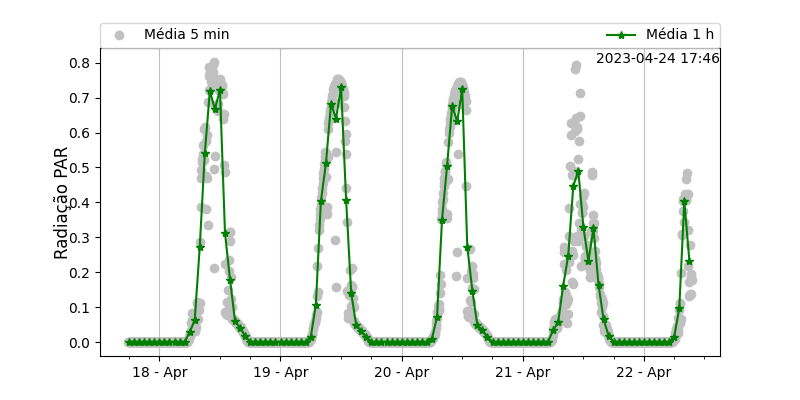 Média 5 min
Média 1 h
2023-04-24 17:46
Radiação PAR
0.8
0.7
0.6
0.5
0.4
0.3
0.2
0.1
0.0
18 - Apr
19 - Apr
20 - Apr
21 - Apr
22 - Apr